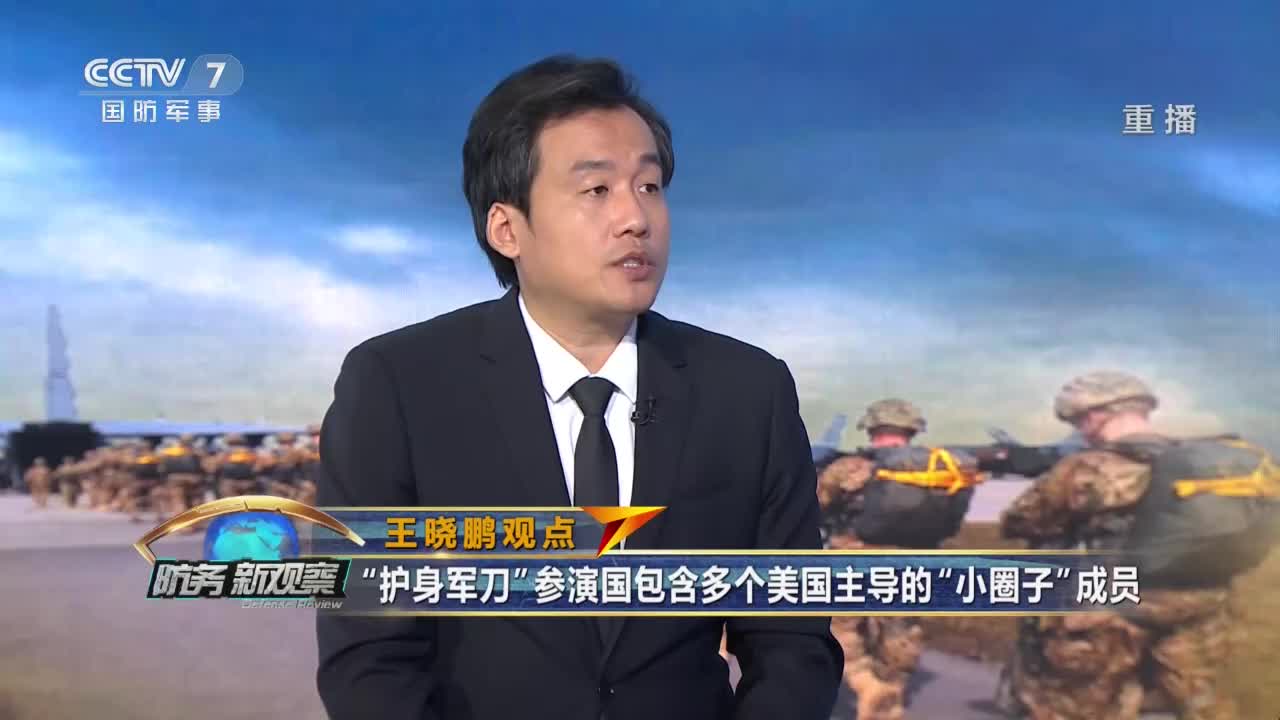 CCTV 7
国防军事
重播
王晓鹏观点
防务新观察
Defense Review
“护身军刀”参演国包含多个美国主导的“小圈子”成员